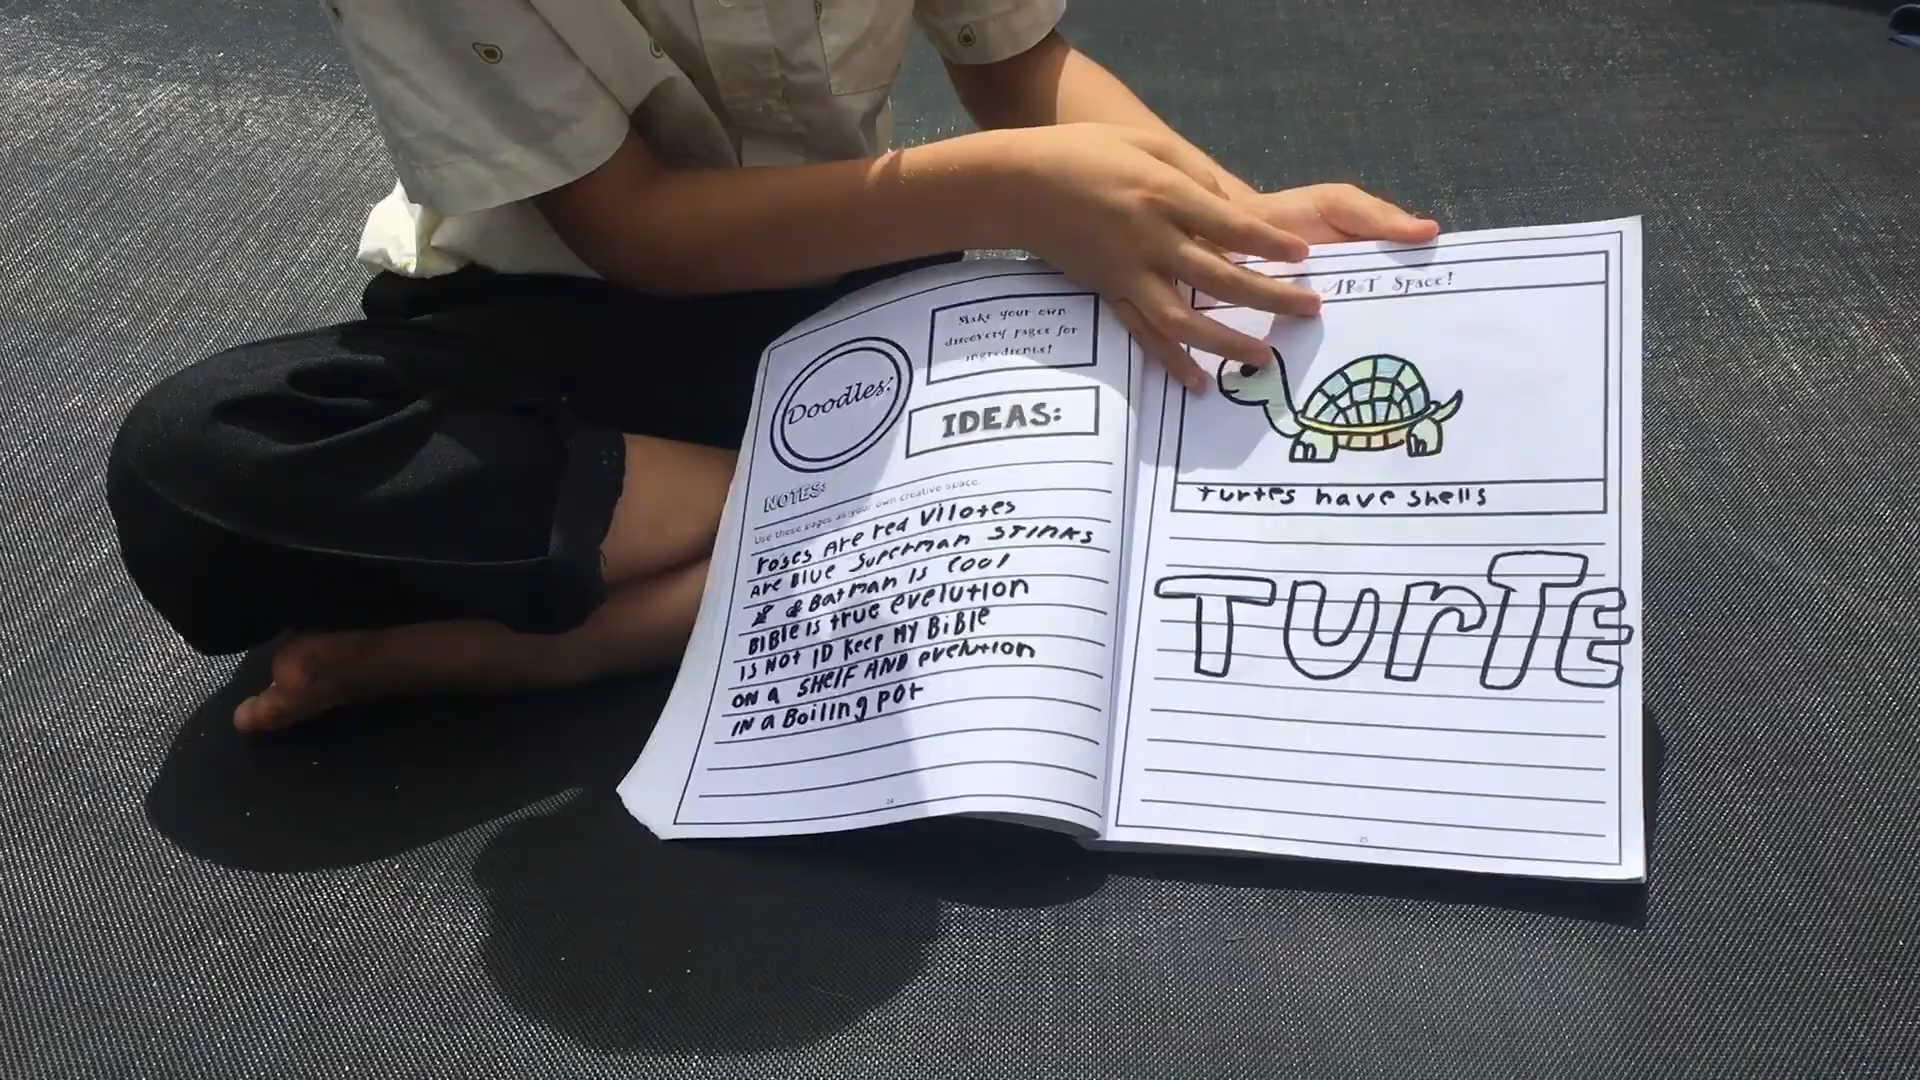 Doodles:
Make your own
discovery pages for
ingredients!
IDEAS:
NOTES:
Use these pages as your own creative space.
roses Are red Vilotes
Are Blue Superman STINKS
& Batman is cool
BIBle is true evelution
is Not ID keep MY BiBle
ON a SHelF AND evelution
IN a Boiling pot
24
ART Space!
turtes have shells
TurTE
25